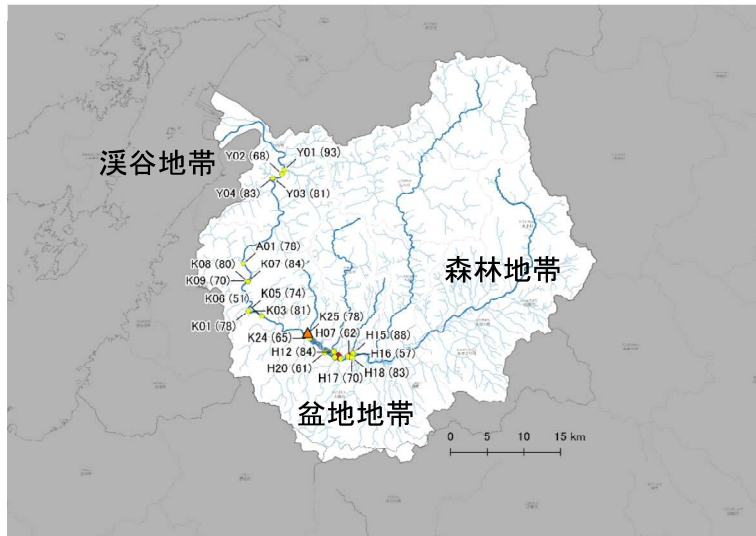 Y02 (68)
Y01 (93)
渓谷地帯
Y04 (83)
Y03 (81)
A01 (78)
K08 (80)
K07 (84)
K09 (70)
森林地帯
K05 (74)
K06 (51)
K03 (81)
K01 (78)
K25 (78)
K24 (65)
H07 (62)
H15 (88)
H12 (84)
H16 (57)
H20 (61)
H17 (70)
H18 (83)
盆地地帯
0 5 10 15 km